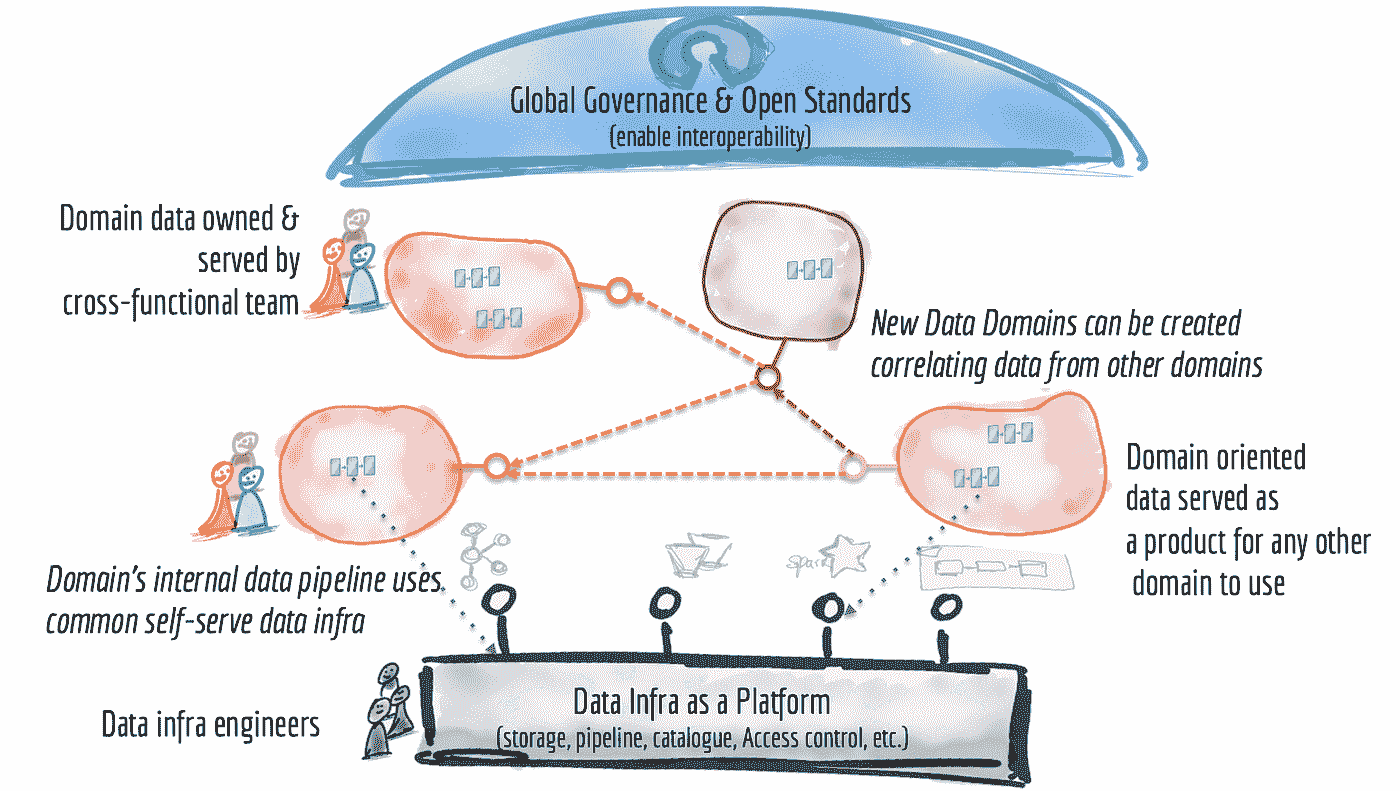 Global Governance & Open Standards
(enable interoperability)
Domain data owned &
served by
cross-functional team
New Data Domains can be created
correlating data from other domains
Domain oriented
data served as
a product for any other
domain to use
Spark
Domain's internal data pipeline uses
common self-serve data infra
Data infra engineers
Data Infra as a Platform
(storage, pipeline, catalogue, Access control, etc.)